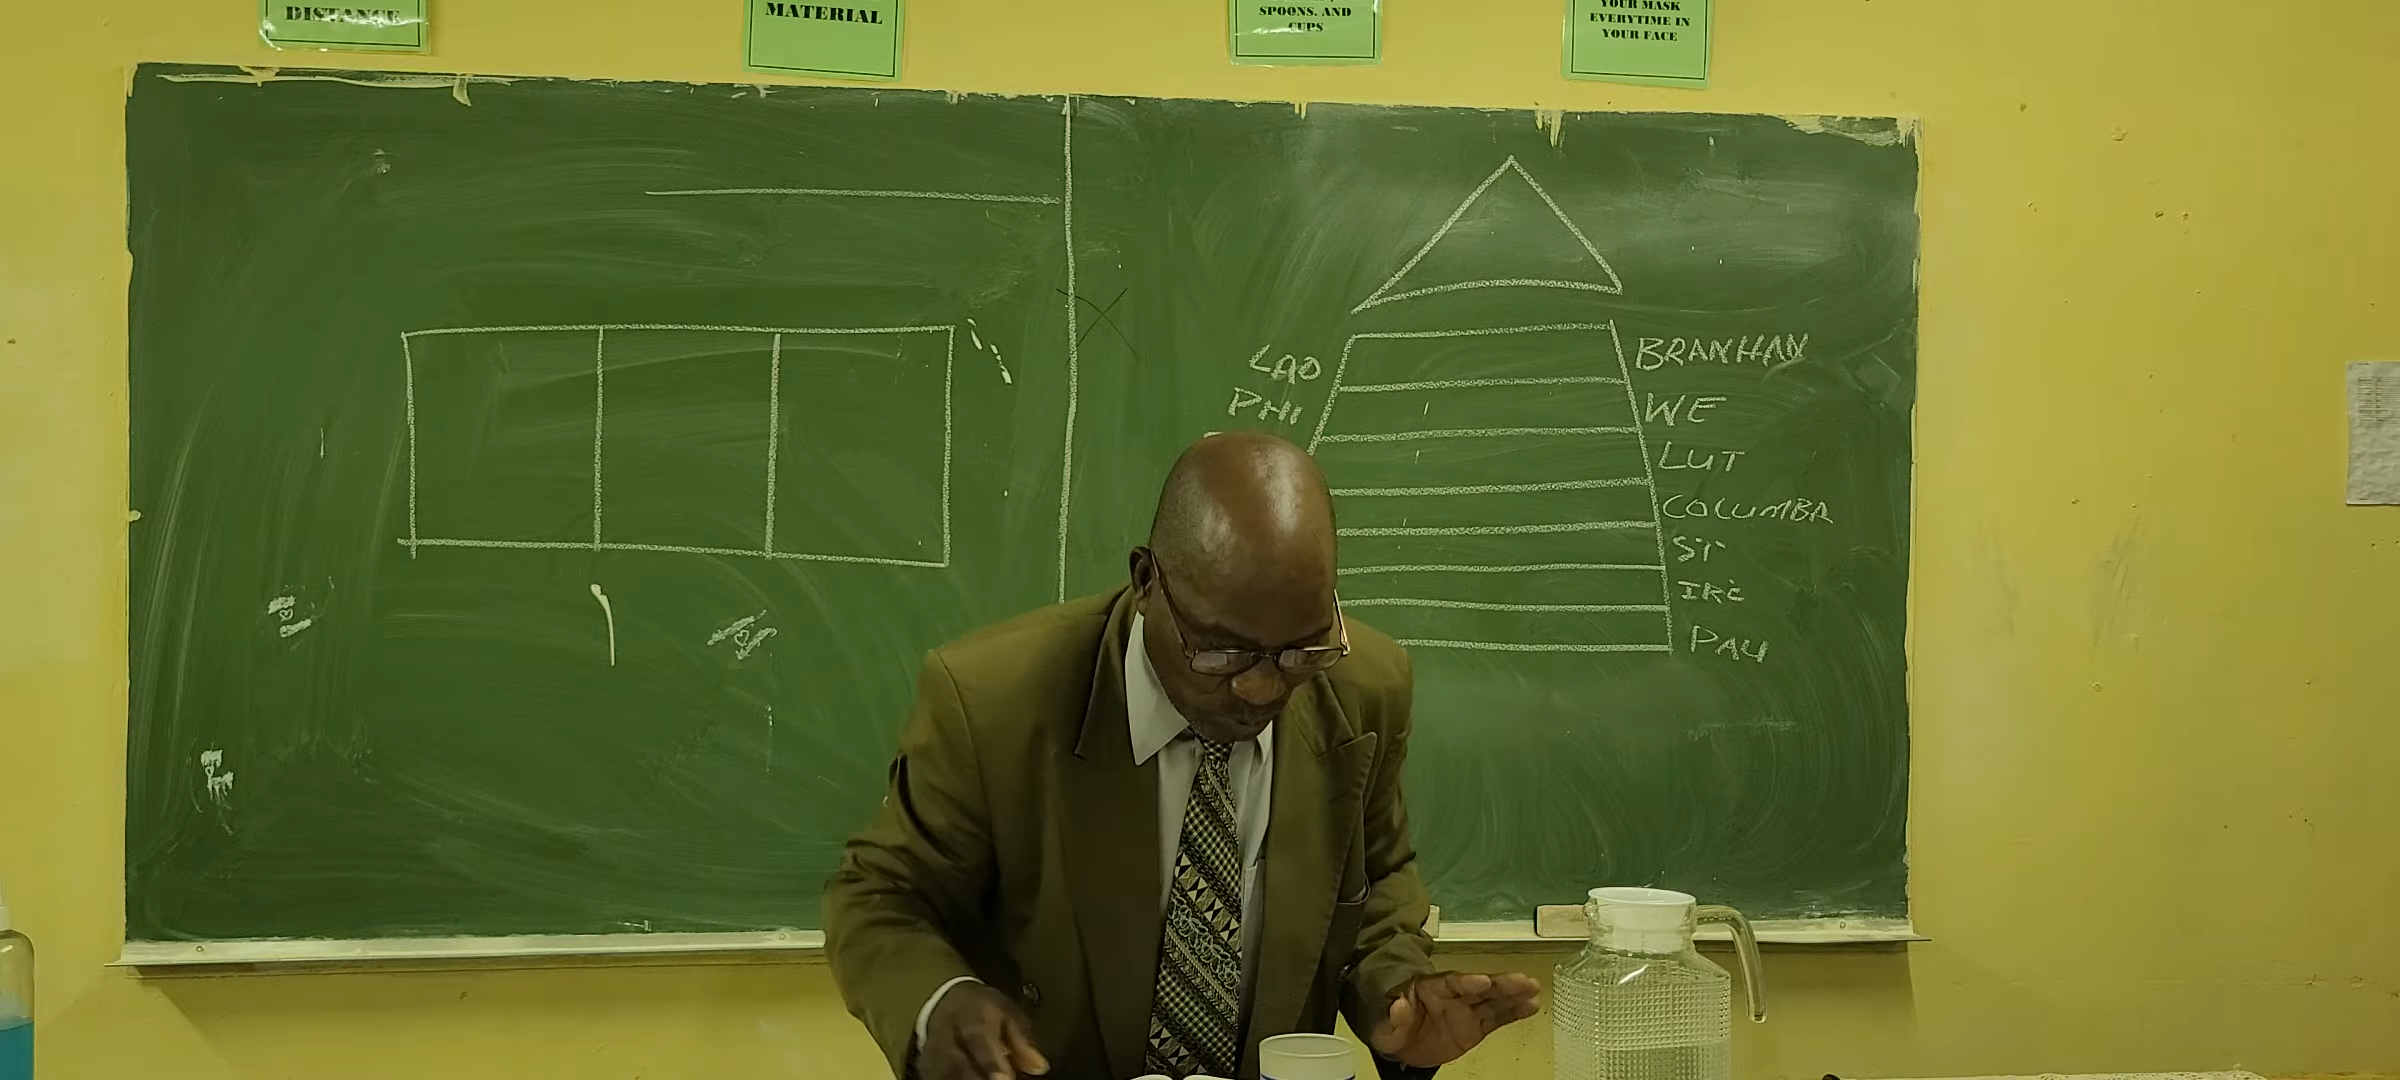 DISTANCE
MATERIAL
SPOONS. AND
CUPS
YOUR MASK
EVERYTIME IN
YOUR FACE
LAO
PHI
BRANHAN
WE
LUT
COLUMBA
ST
IRE
PAU